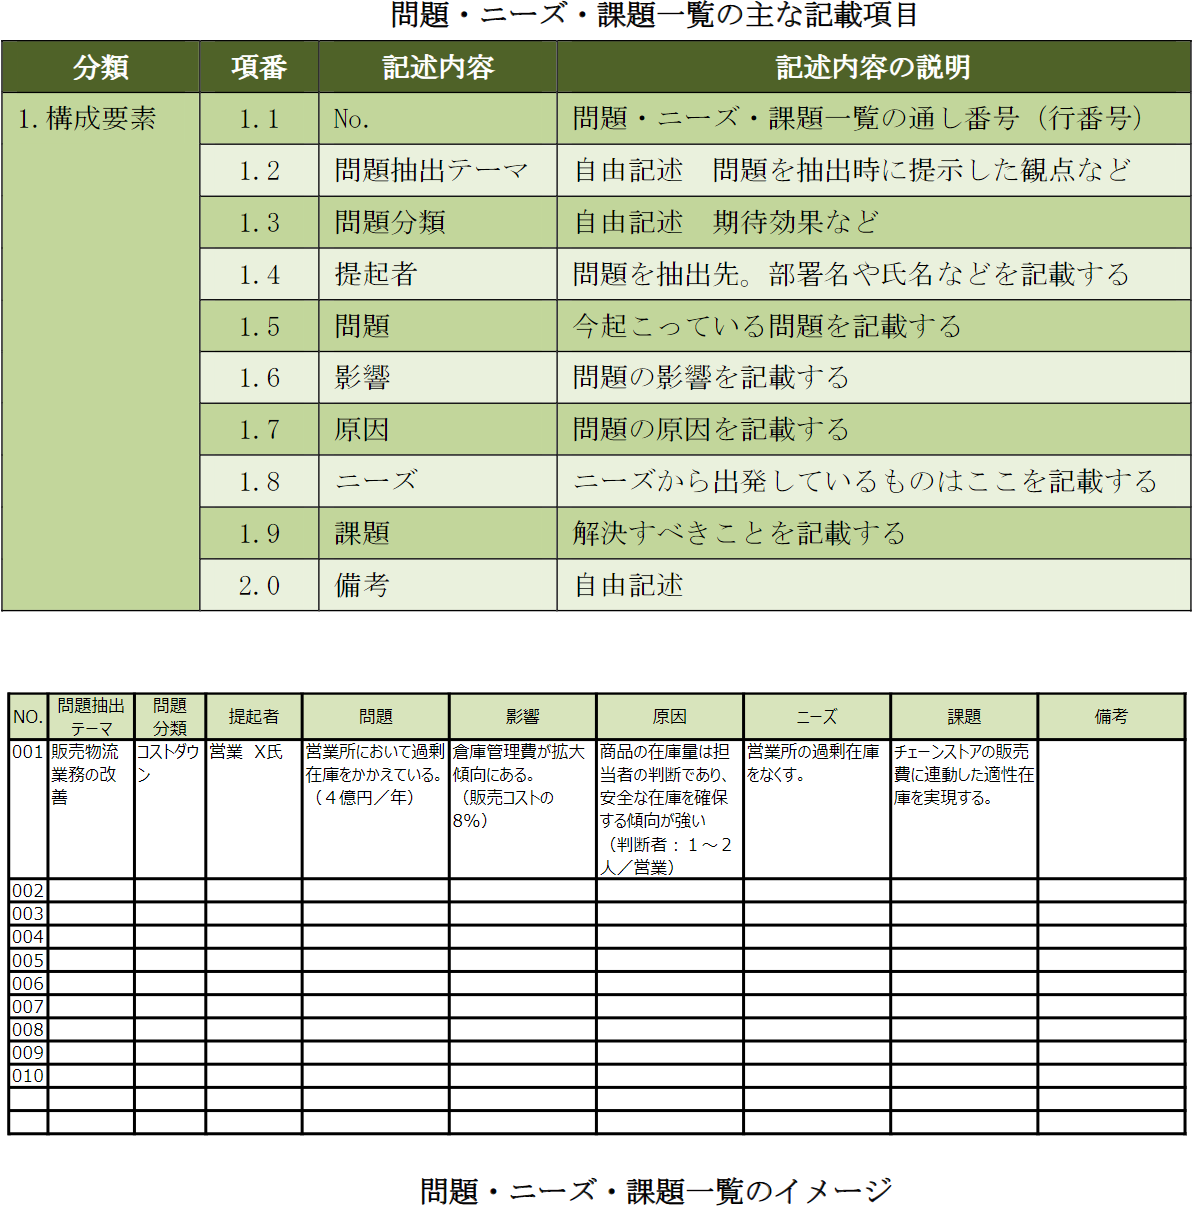 問題・ニーズ・課題一覧の主な記載項目
分類 項番 記述内容 記述内容の説明
1.構成要素 1.1 No. 問題・ニーズ・課題一覧の通し番号（行番号）
1.2 問題抽出テーマ 自由記述　問題を抽出時に提示した観点など
1.3 問題分類 自由記述　期待効果など
1.4 提起者 問題を抽出先。部署名や氏名などを記載する
1.5 問題 今起こっている問題を記載する
1.6 影響 問題の影響を記載する
1.7 原因 問題の原因を記載する
1.8 ニーズ ニーズから出発しているものはここを記載する
1.9 課題 解決すべきことを記載する
2.0 備考 自由記述
NO. 問題抽出
テーマ 問題
分類 提起者 問題 影響 原因 ニーズ 課題 備考
001 販売物流
業務の改
善
コストダウ
ン
営業　X氏
営業所において過剰
在庫をかかえている。
（４億円／年）
倉庫管理費が拡大
傾向にある。
（販売コストの
8%）
商品の在庫量は担
当者の判断であり、
安全な在庫を確保
する傾向が強い
（判断者：１～２
人／営業）
営業所の過剰在庫
をなくす。
チェーンストアの販売
費に連動した適性在
庫を実現する。
002
003
004
005
006
007
008
009
010
問題・ニーズ・課題一覧のイメージ